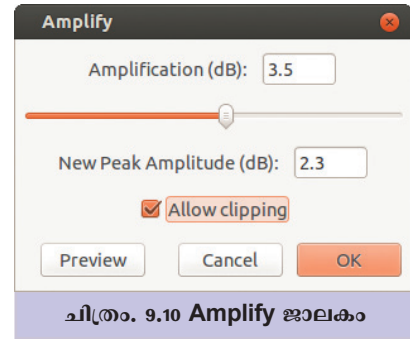 Amplify
Amplification (dB): 3.5
New Peak Amplitude (dB): 2.3
Allow clipping
Preview Cancel OK
ചിത്രം. 9.10 Amplify ജാലകം